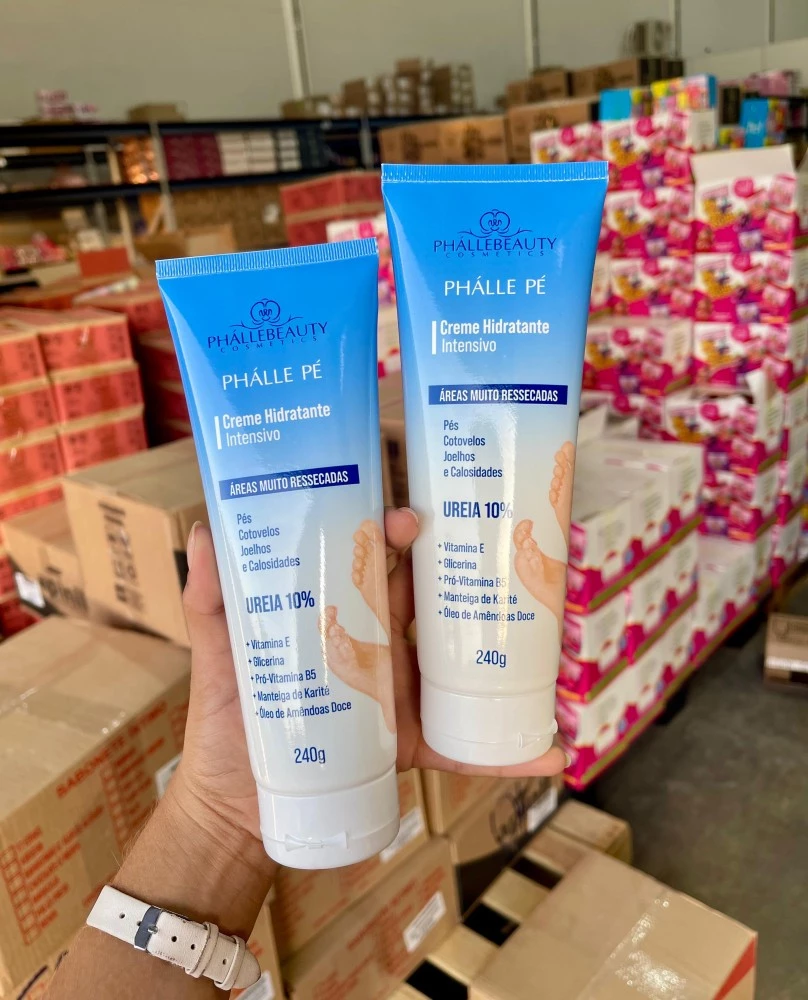 PHÁLLEBEAUTY
COSMETICS
PHÁLLE PÉ
Creme Hidratante
Intensivo
ÁREAS MUITO RESSECADAS
Pés
Cotovelos
Joelhos
e Calosidades
UREIA 10%
+ Vitamina E
+ Glicerina
+ Pró-Vitamina B5
+ Manteiga de Karité
+ Óleo de Amêndoas Doce
240g
PHÁLLEBEAUTY
COSMETICS
PHÁLLE PÉ
Creme Hidratante
Intensivo
ÁREAS MUITO RESSECADAS
Pés
Cotovelos
Joelhos
e Calosidades
UREIA 10%
+ Vitamina E
+ Glicerina
+ Pró-Vitamina B5
+ Manteiga de Karité
+ Óleo de Amêndoas Doce
240g